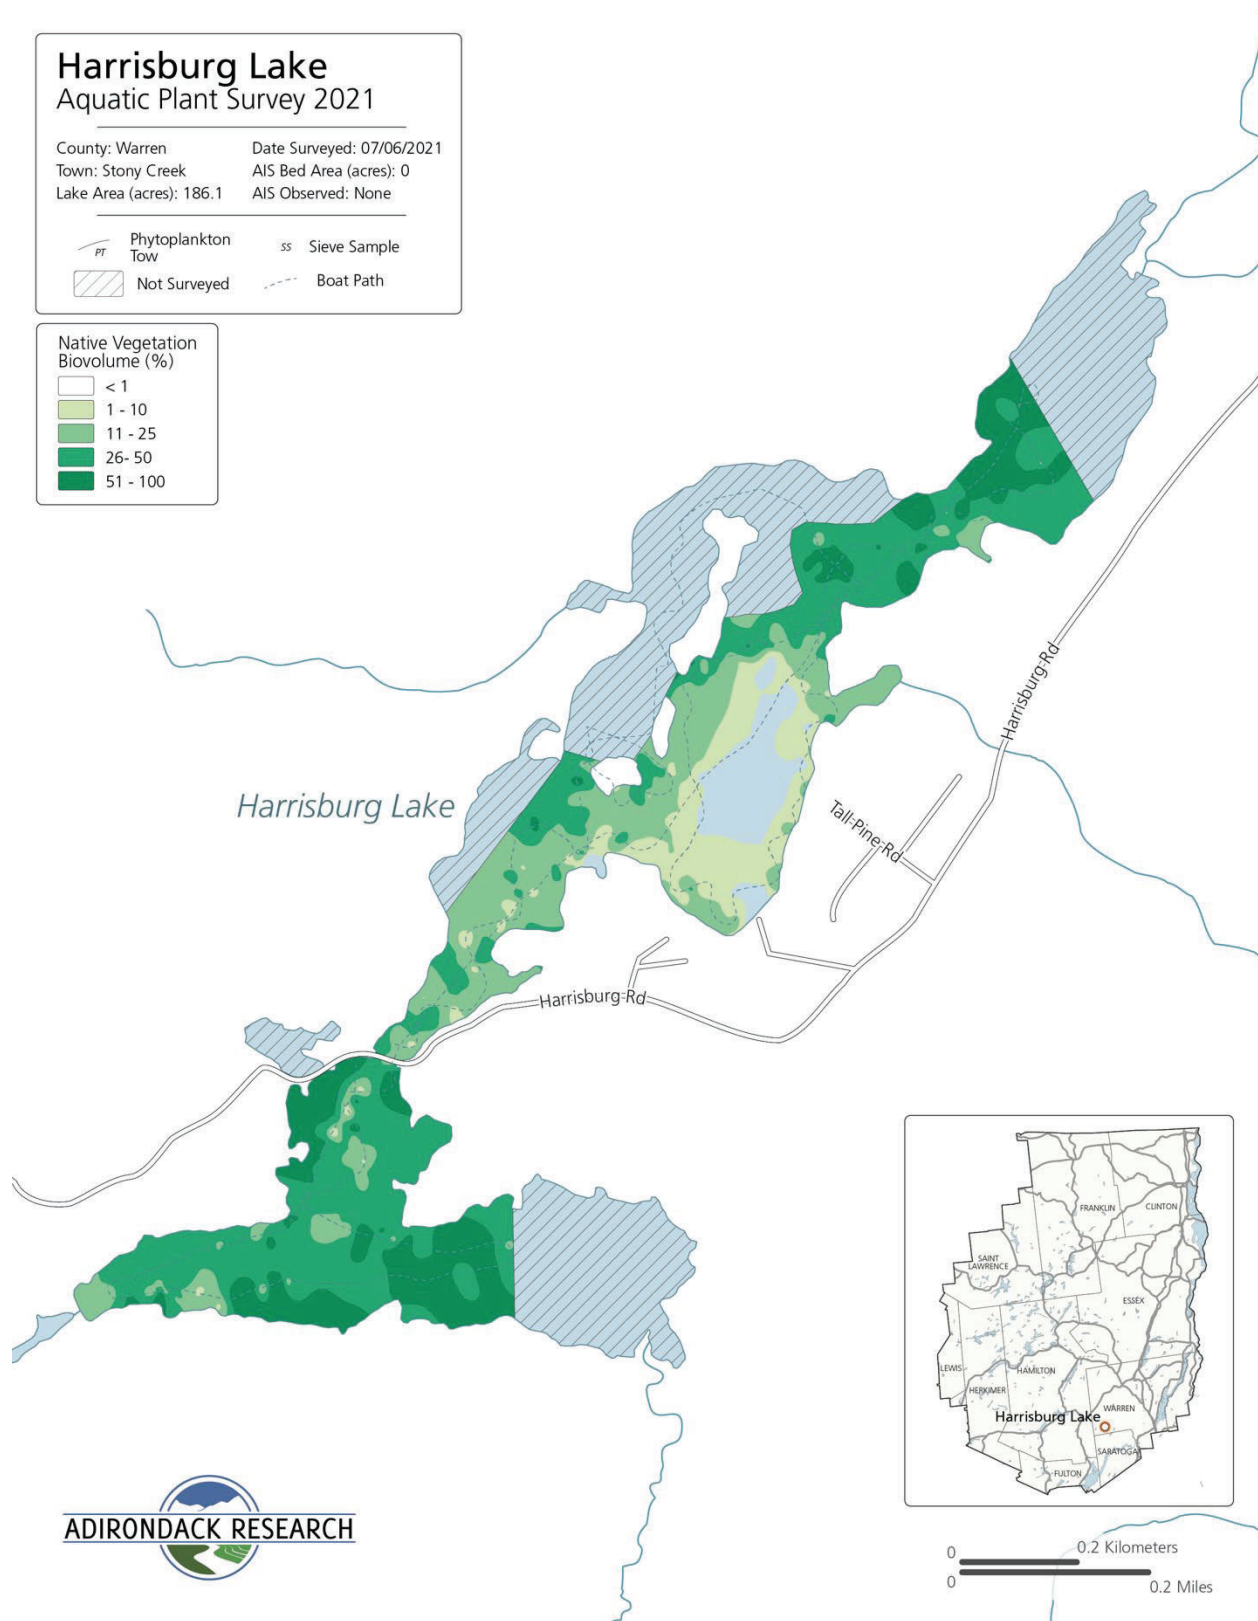 Harrisburg Lake
Aquatic Plant Survey 2021
County: Warren
Date Surveyed: 07/06/2021
Town: Stony Creek
AIS Bed Area (acres): 0
Lake Area (acres): 186.1
AIS Observed: None
PT
Phytoplankton
Tow
SS
Sieve Sample
Not Surveyed
Boat Path
Native Vegetation
Biovolume (%)
< 1
1 - 10
11 - 25
26- 50
51 - 100
Harrisburg-Rd
Harrisburg Lake
Tall-Pine-Rd
Harrisburg-Rd
FRANKLIN
CLINTON
SAINT
LAWRENCE
ESSEX
LEWIS
HAMILTON
HERKIMER
WARREN
Harrisburg Lake
SARATOGA
FULTON
ADIRONDACK RESEARCH
0
0.2 Kilometers
0
0.2 Miles